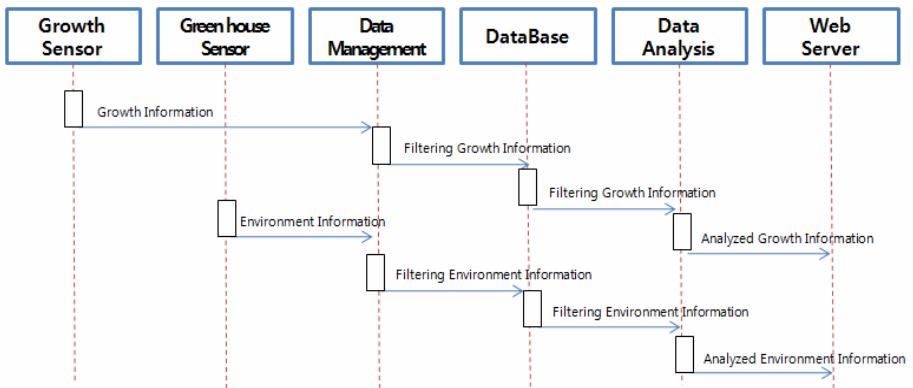 Growth
Sensor
Green house
Sensor
Data
Management
DataBase
Data
Analysis
Web
Server
Growth Information
Filtering Growth Information
Filtering Growth Information
Environment Information
Analyzed Growth Information
Filtering Environment Information
Filtering Environment Information
Analyzed Environment Information